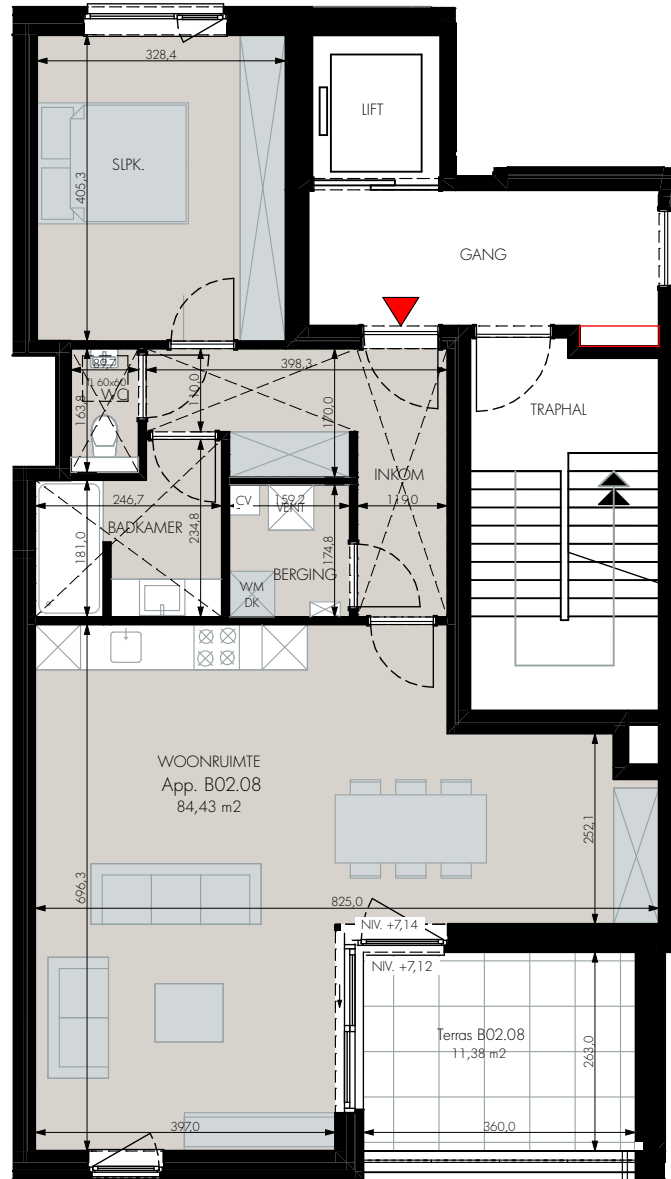 328,4
LIFT
SLPK.
405,3
GANG
89,7
398,3
TL 60x60
WC
163,8
110,0
170,0
TRAPHAL
INKOM
246,7
CV
159,2
VENT
119,0
BADKAMER
234,8
181,0
174,8
BERGING
WM
DK
WOONRUIMTE
App. B02.08
84,43 m2
252,1
696,3
825,0
NIV. +7,14
NIV. +7,12
Terras B02.08
11,38 m2
263,0
397,0
360,0